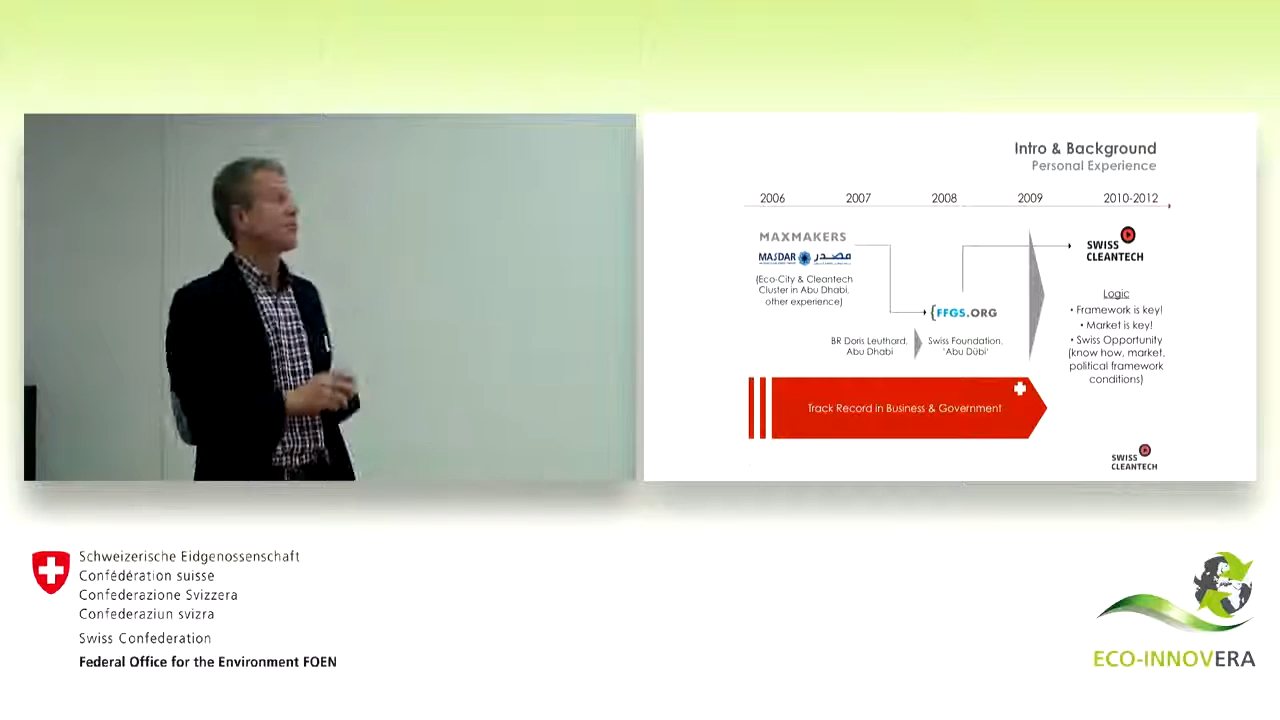 Intro & Background
Personal Experience
2006 2007 2008 2009 2010-2012
MAXMAKERS
MASDAR مصدر
(Eco-City & Cleantech
Cluster in Abu Dhabi,
other experience)
{FFGS.ORG
BR Doris Leuthard,
Abu Dhabi
Swiss Foundation,
'Abu Dübi'
SWISS
CLEANTECH
Logic
• Framework is key!
• Market is key!
• Swiss Opportunity
(know how, market,
political framework
conditions)
Track Record in Business & Government
SWISS
CLEANTECH
Schweizerische Eidgenossenschaft
Confédération suisse
Confederazione Svizzera
Confederaziun svizra
Swiss Confederation
Federal Office for the Environment FOEN
ECO-INNOVERA